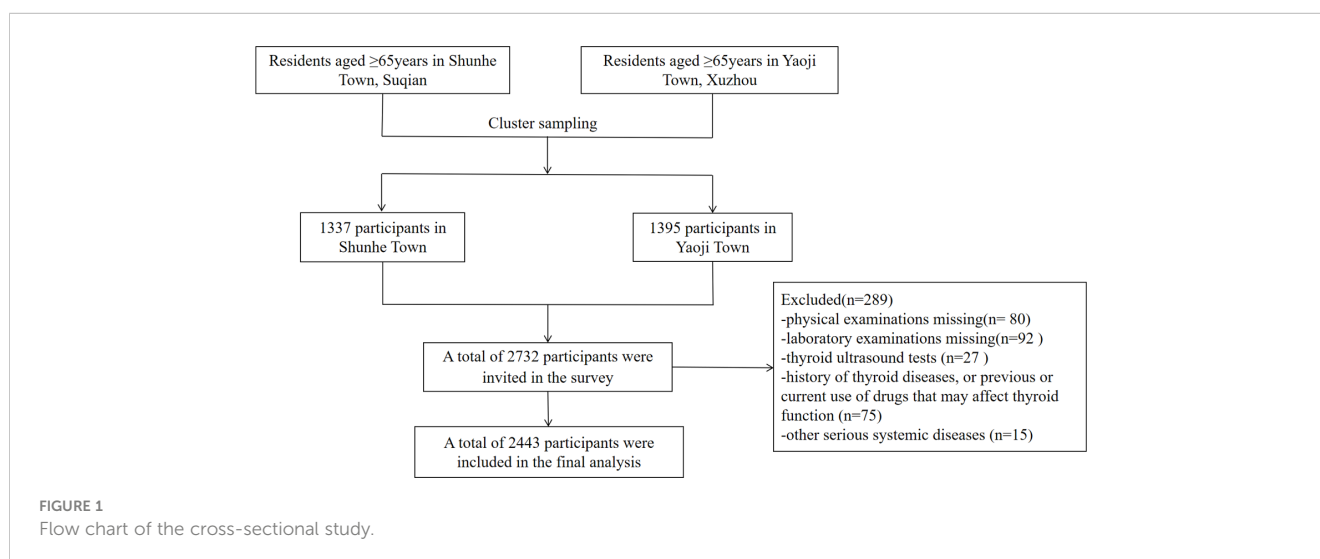 Residents aged ≥65years in Shunhe
Town, Suqian
Residents aged ≥65years in Yaoji
Town, Xuzhou
Cluster sampling
1337 participants in
Shunhe Town
1395 participants in
Yaoji Town
Excluded(n=289)
-physical examinations missing(n= 80)
-laboratory examinations missing(n=92 )
-thyroid ultrasound tests (n=27 )
-history of thyroid diseases, or previous or
current use of drugs that may affect thyroid
function (n=75)
-other serious systemic diseases (n=15)
A total of 2732 participants were
invited in the survey
A total of 2443 participants were
included in the final analysis
FIGURE 1
Flow chart of the cross-sectional study.